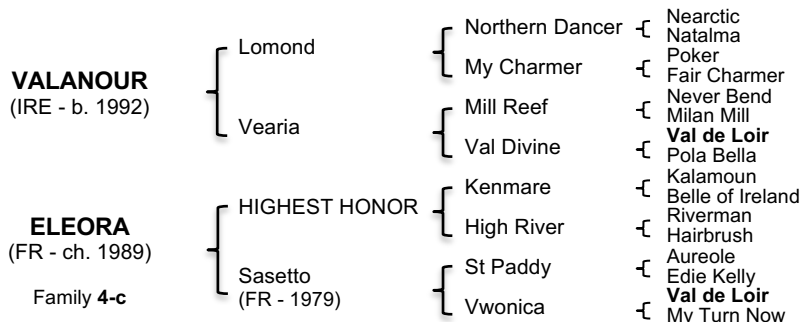 VALANOUR
(IRE - b. 1992)
Lomond
Vearia
Northern Dancer
My Charmer
Mill Reef
Val Divine
Nearctic
Natalma
Poker
Fair Charmer
Never Bend
Milan Mill
Val de Loir
Pola Bella
ELEORA
(FR - ch. 1989)
Family 4-c
HIGHEST HONOR
Sasetto
(FR - 1979)
Kenmare
High River
St Paddy
Vwonica
Kalamoun
Belle of Ireland
Riverman
Hairbrush
Aureole
Edie Kelly
Val de Loir
My Turn Now